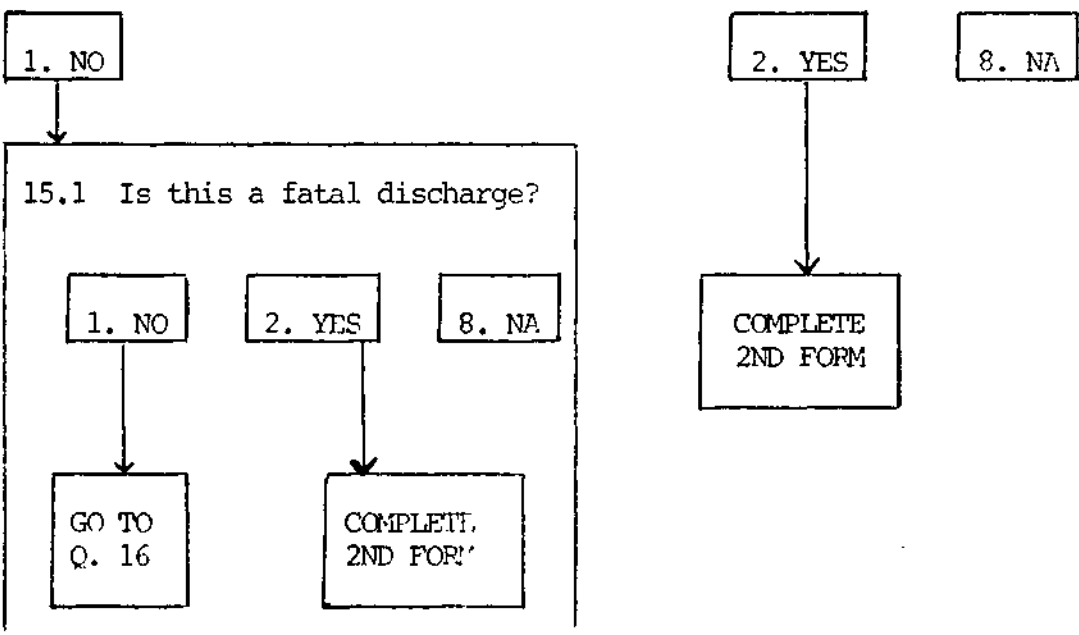 1. NO
2. YES
8. NA
15.1 Is this a fatal discharge?
1. NO
2. YES
8. NA
GO TO
Q. 16
COMPLETE
2ND FORM
COMPLETE
2ND FORM